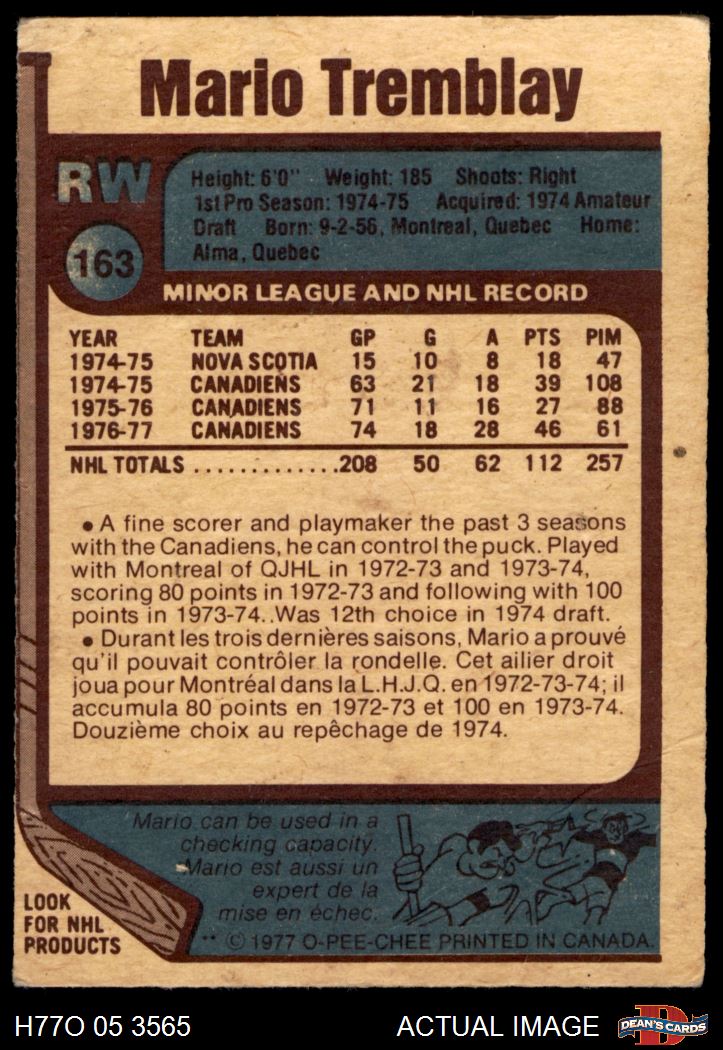 Mario Tremblay
RW
163
Height: 6'0" Weight: 185 Shoots: Right
1st Pro Season: 1974-75 Acquired: 1974 Amateur
Draft Born: 9-2-56, Montreal, Quebec Home:
Alma, Quebec
MINOR LEAGUE AND NHL RECORD
YEAR TEAM GP G A PTS PIM
1974-75 NOVA SCOTIA 15 10 8 18 47
1974-75 CANADIENS 63 21 18 39 108
1975-76 CANADIENS 71 11 16 27 88
1976-77 CANADIENS 74 18 28 46 61
NHL TOTALS .............208 50 62 112 257
• A fine scorer and playmaker the past 3 seasons
with the Canadiens, he can control the puck. Played
with Montreal of QJHL in 1972-73 and 1973-74,
scoring 80 points in 1972-73 and following with 100
points in 1973-74..Was 12th choice in 1974 draft.
• Durant les trois dernières saisons, Mario a prouvé
qu'il pouvait contrôler la rondelle. Cet ailier droit
joua pour Montréal dans la L.H.J.Q. en 1972-73-74; il
accumula 80 points en 1972-73 et 100 en 1973-74.
Douzième choix au repêchage de 1974.
Mario can be used in a
checking capacity.
Mario est aussi un
expert de la
mise en échec.
LOOK
FOR NHL
PRODUCTS
** © 1977 O-PEE-CHEE PRINTED IN CANADA.
H77O 05 3565 ACTUAL IMAGE
D
DEAN'S CARDS